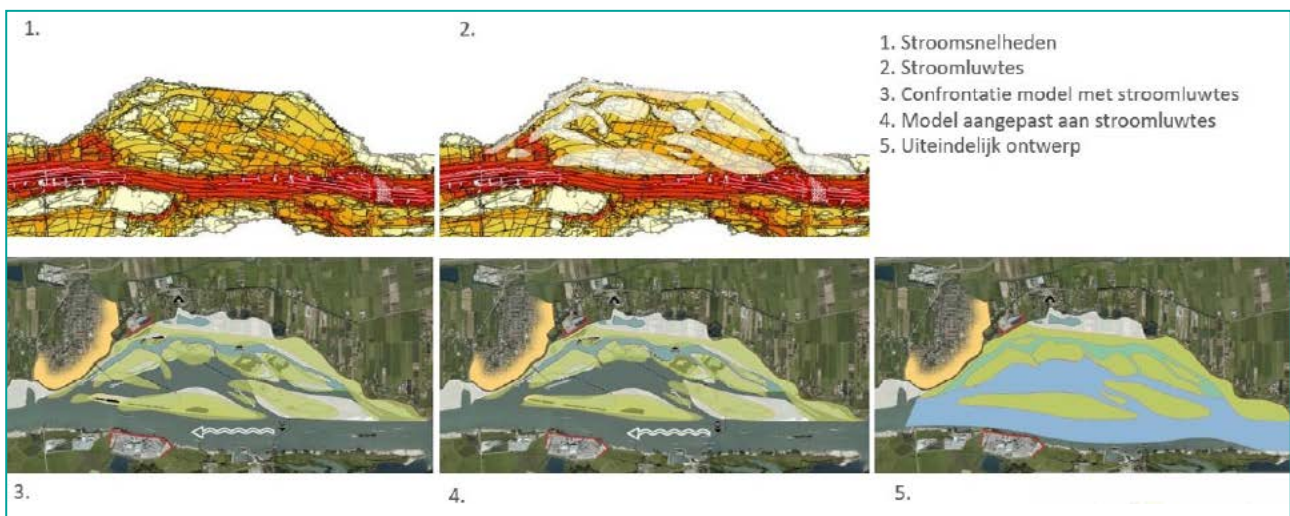 1.
2.
1. Stroomsnelheden
2. Stroomluwtes
3. Confrontatie model met stroomluwtes
4. Model aangepast aan stroomluwtes
5. Uiteindelijk ontwerp
3.
4.
5.